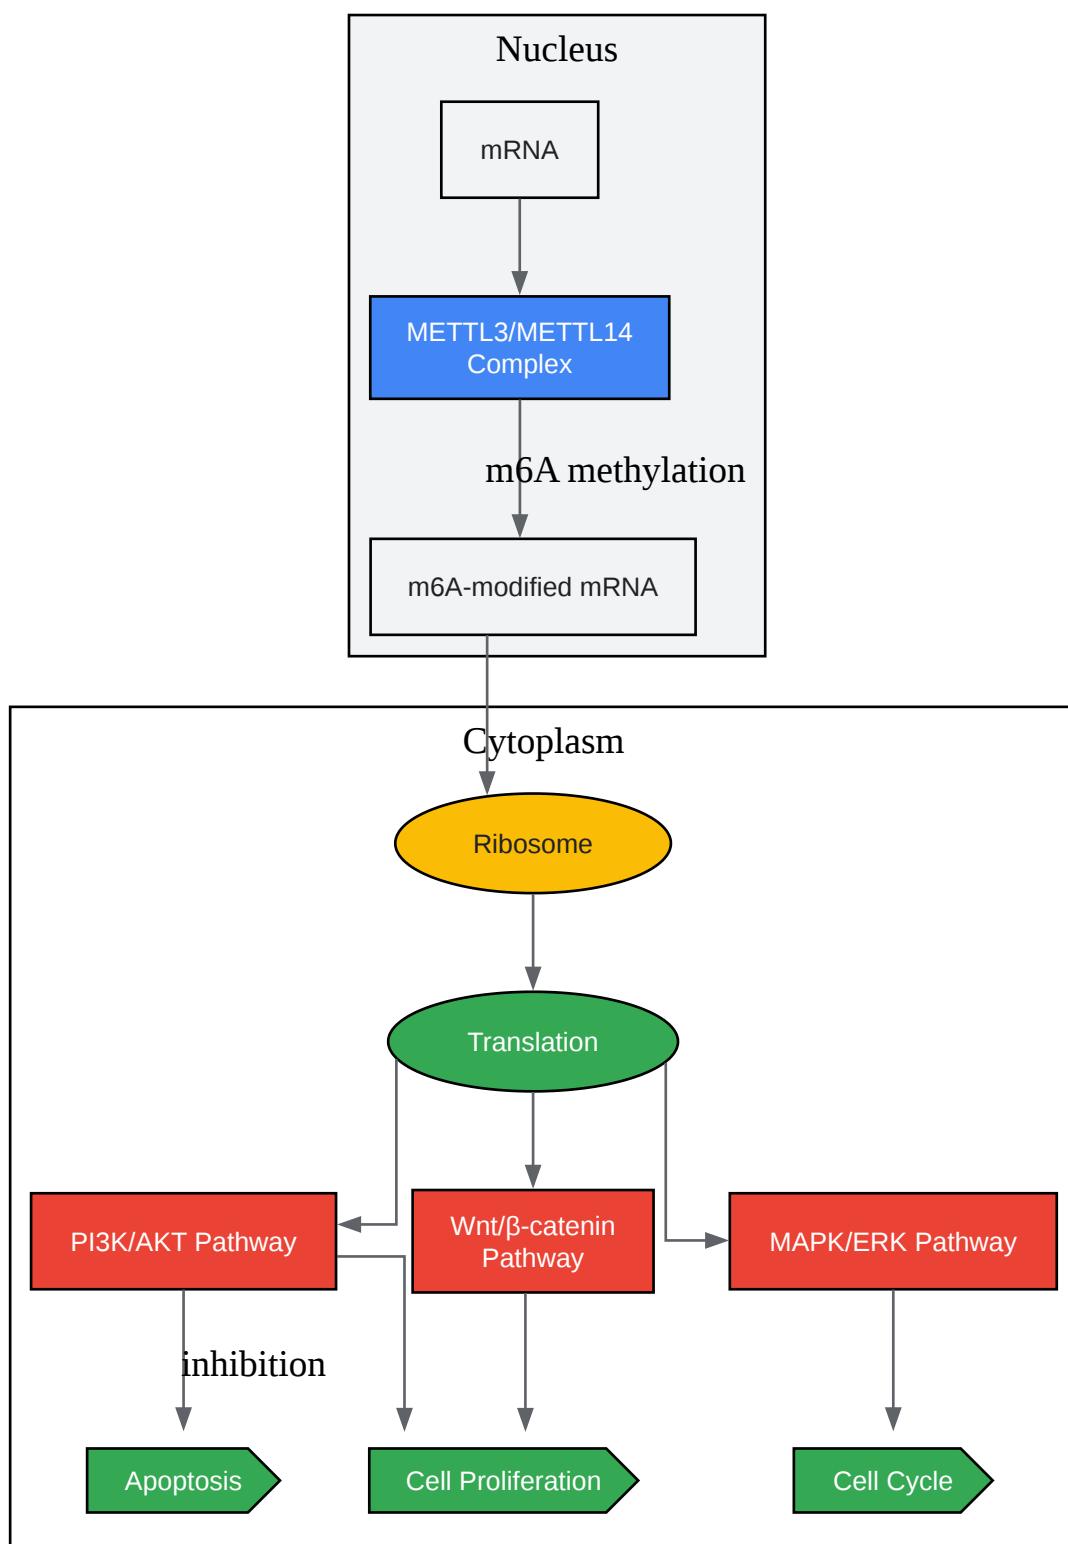 Nucleus
mRNA
METTL3/METTL14
Complex
m6A methylation
m6A-modified mRNA
Cytoplasm
Ribosome
Translation
PI3K/AKT Pathway
Wnt/β-catenin
Pathway
MAPK/ERK Pathway
inhibition
Apoptosis
Cell Proliferation
Cell Cycle